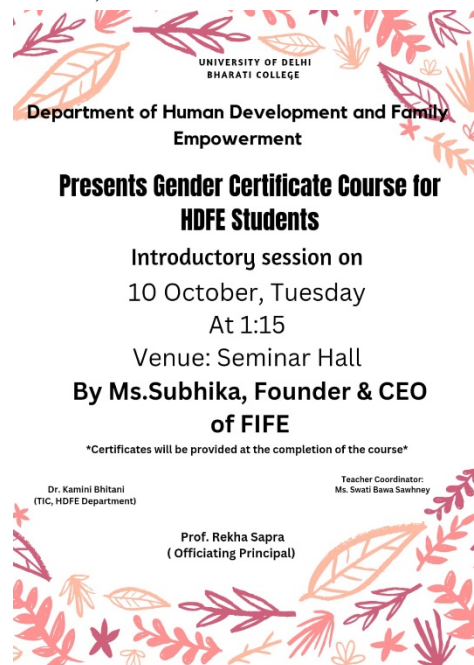 UNIVERSITY OF DELHI
BHARATI COLLEGE
Department of Human Development and Family
Empowerment
Presents Gender Certificate Course for
HDFE Students
Introductory session on
10 October, Tuesday
At 1:15
Venue: Seminar Hall
By Ms.Subhika, Founder & CEO
of FIFE
*Certificates will be provided at the completion of the course*
Dr. Kamini Bhitani
(TIC, HDFE Department)
Teacher Coordinator:
Ms. Swati Bawa Sawhney
Prof. Rekha Sapra
( Officiating Principal)